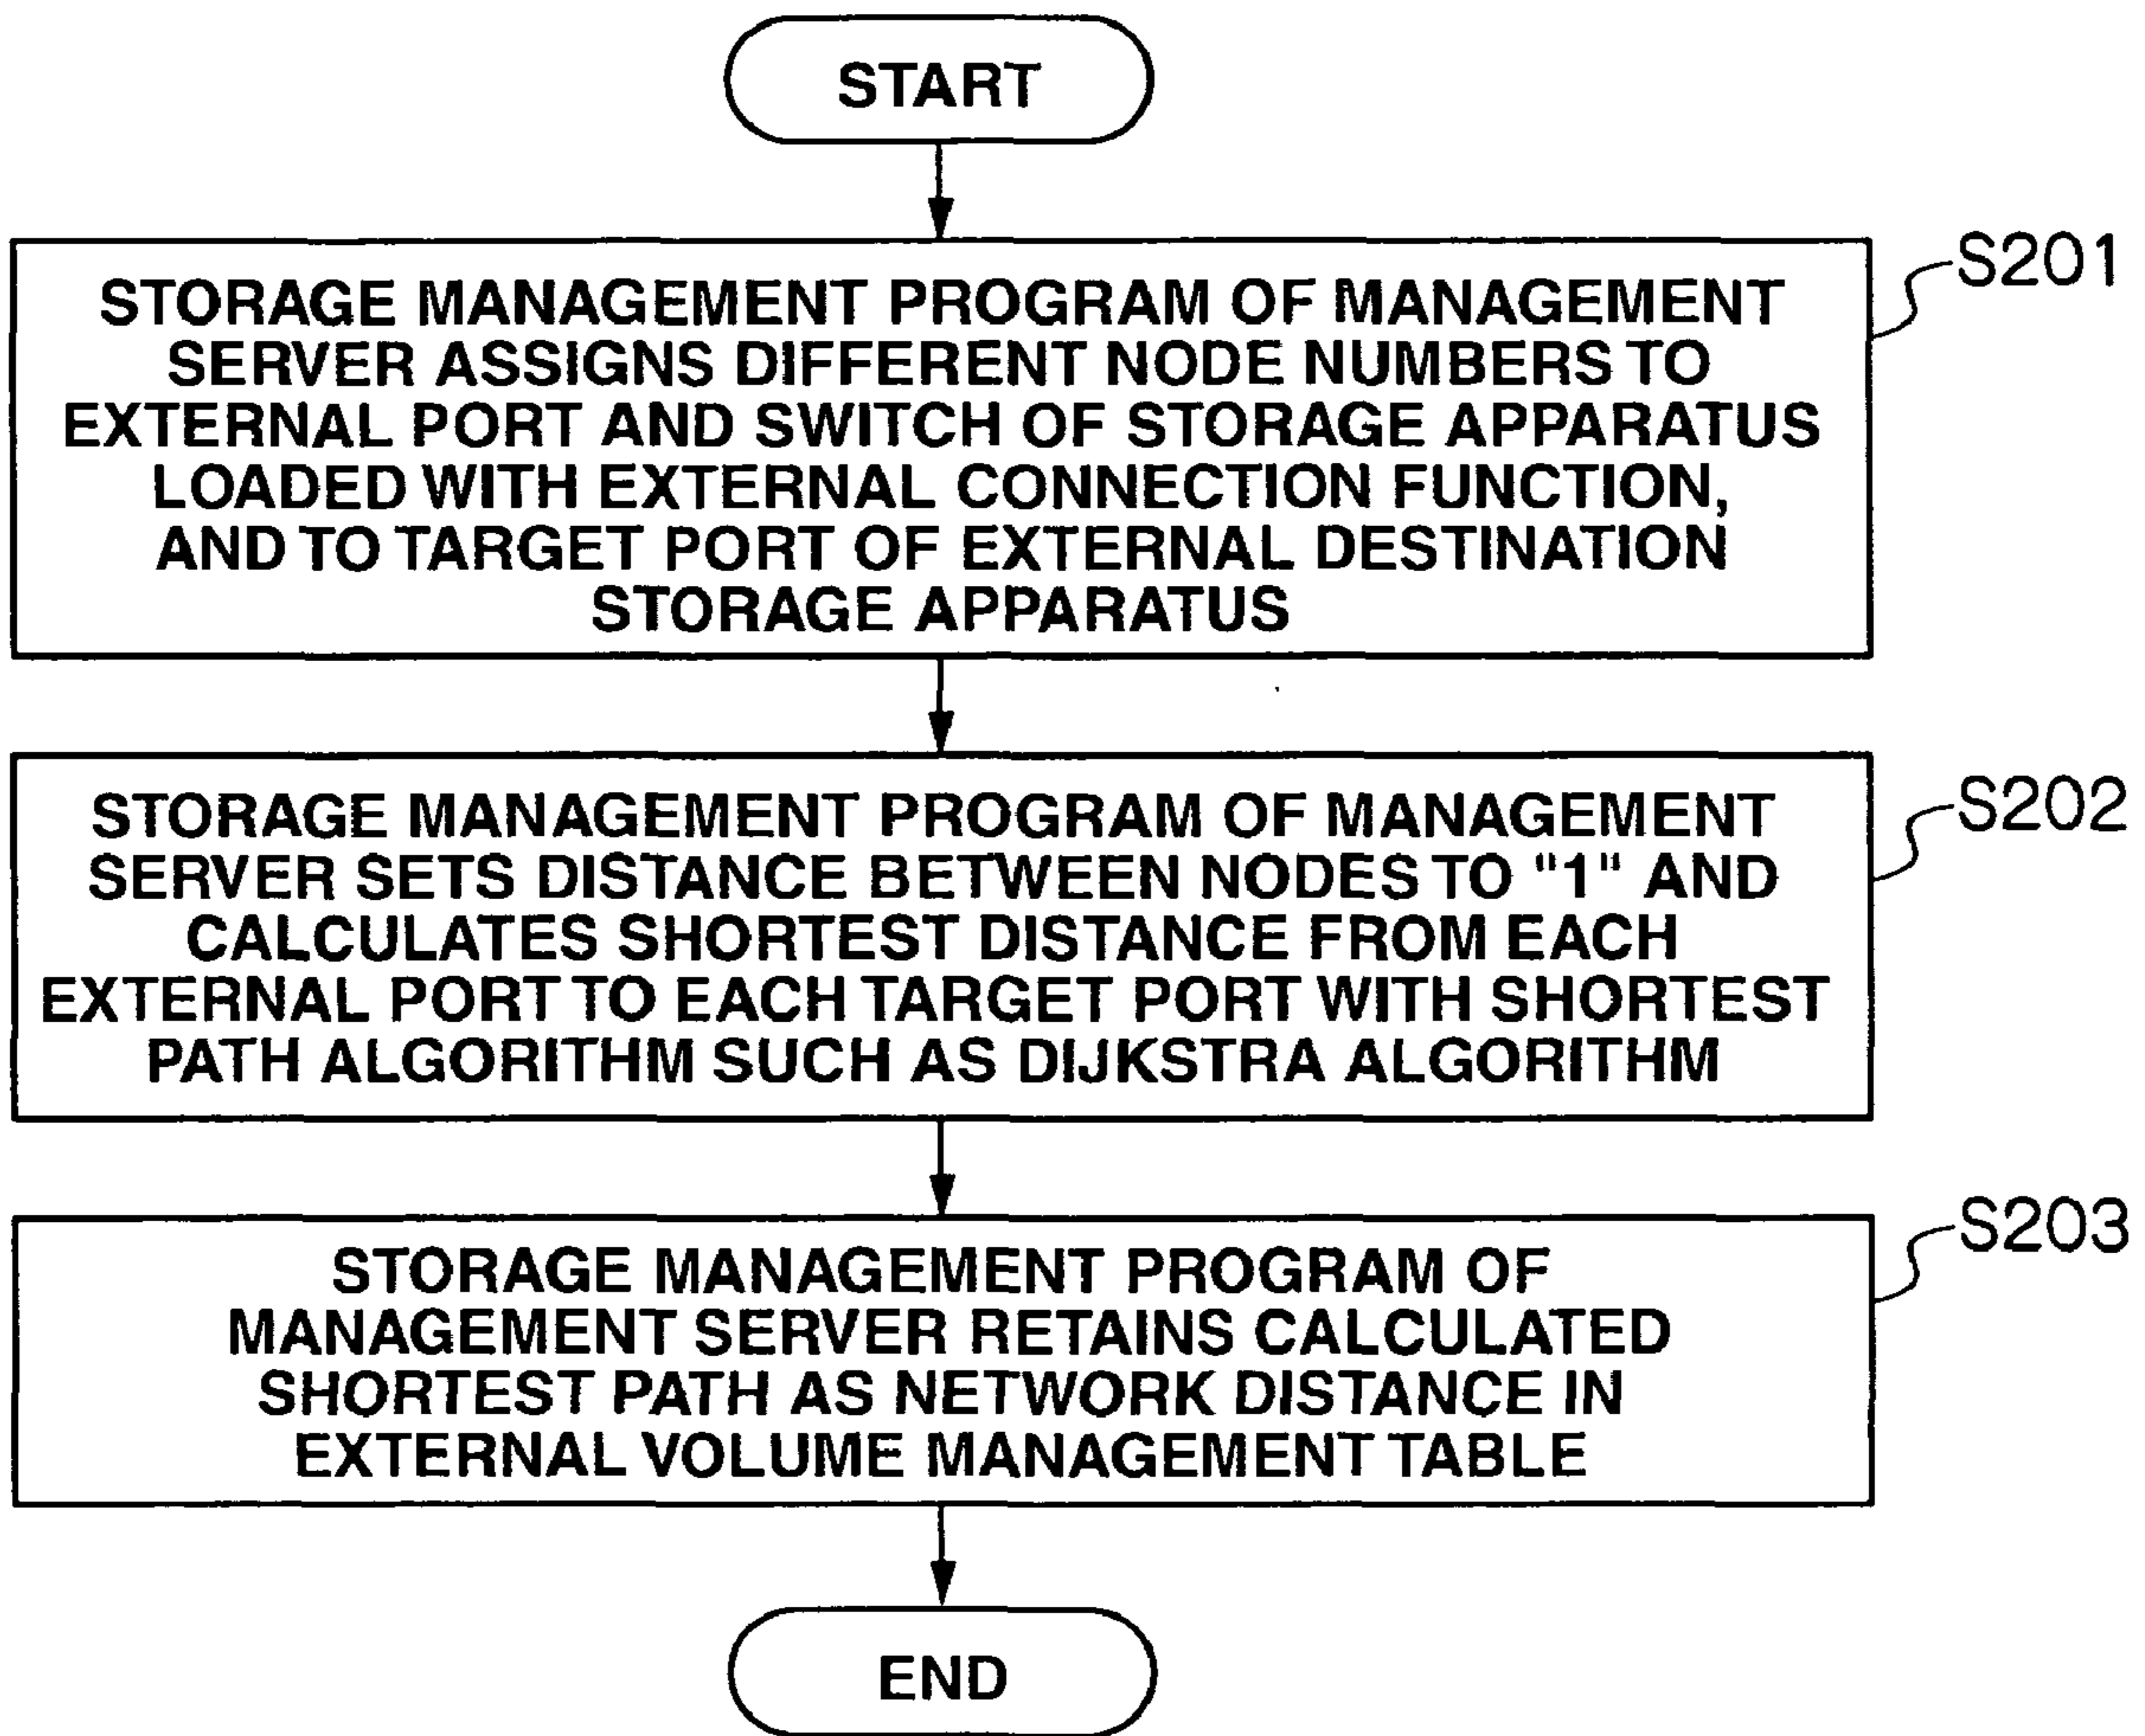 START
S201
STORAGE MANAGEMENT PROGRAM OF MANAGEMENT
SERVER ASSIGNS DIFFERENT NODE NUMBERS TO
EXTERNAL PORT AND SWITCH OF STORAGE APPARATUS
LOADED WITH EXTERNAL CONNECTION FUNCTION,
AND TO TARGET PORT OF EXTERNAL DESTINATION
STORAGE APPARATUS
S202
STORAGE MANAGEMENT PROGRAM OF MANAGEMENT
SERVER SETS DISTANCE BETWEEN NODES TO "1" AND
CALCULATES SHORTEST DISTANCE FROM EACH
EXTERNAL PORT TO EACH TARGET PORT WITH SHORTEST
PATH ALGORITHM SUCH AS DIJKSTRA ALGORITHM
S203
STORAGE MANAGEMENT PROGRAM OF
MANAGEMENT SERVER RETAINS CALCULATED
SHORTEST PATH AS NETWORK DISTANCE IN
EXTERNAL VOLUME MANAGEMENT TABLE
END